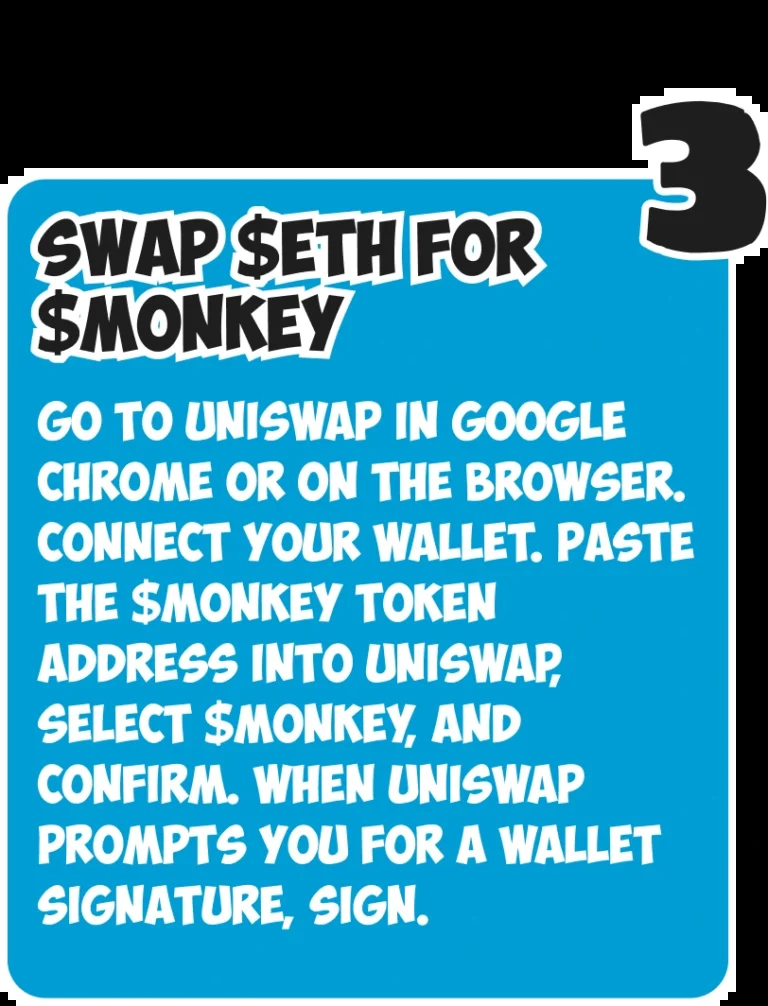 3
SWAP $ETH FOR
$MONKEY
GO TO UNISWAP IN GOOGLE
CHROME OR ON THE BROWSER.
CONNECT YOUR WALLET. PASTE
THE $MONKEY TOKEN
ADDRESS INTO UNISWAP,
SELECT $MONKEY, AND
CONFIRM. WHEN UNISWAP
PROMPTS YOU FOR A WALLET
SIGNATURE, SIGN.